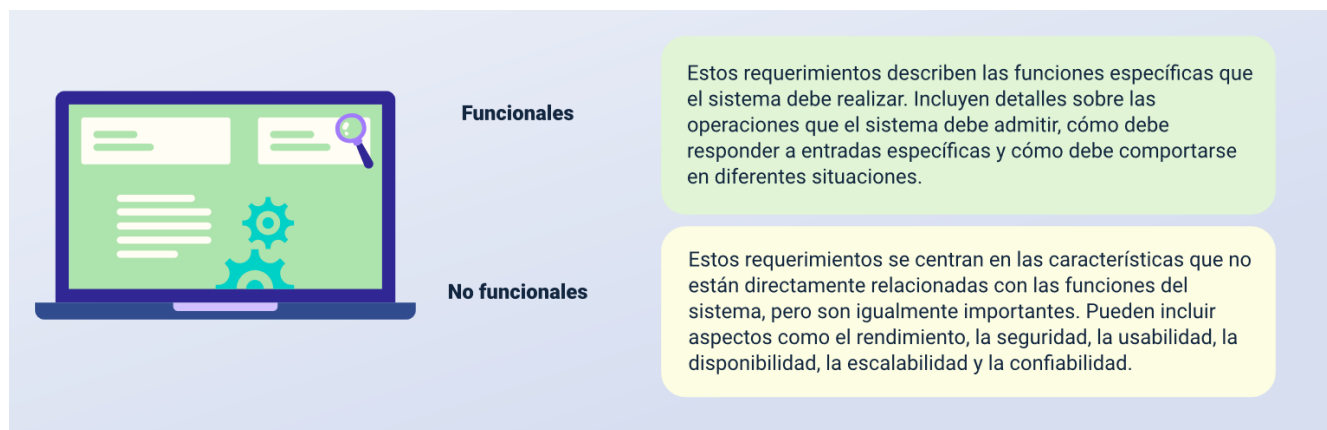 Funcionales
Estos requerimientos describen las funciones específicas que
el sistema debe realizar. Incluyen detalles sobre las
operaciones que el sistema debe admitir, cómo debe
responder a entradas específicas y cómo debe comportarse
en diferentes situaciones.
No funcionales
Estos requerimientos se centran en las características que no
están directamente relacionadas con las funciones del
sistema, pero son igualmente importantes. Pueden incluir
aspectos como el rendimiento, la seguridad, la usabilidad, la
disponibilidad, la escalabilidad y la confiabilidad.